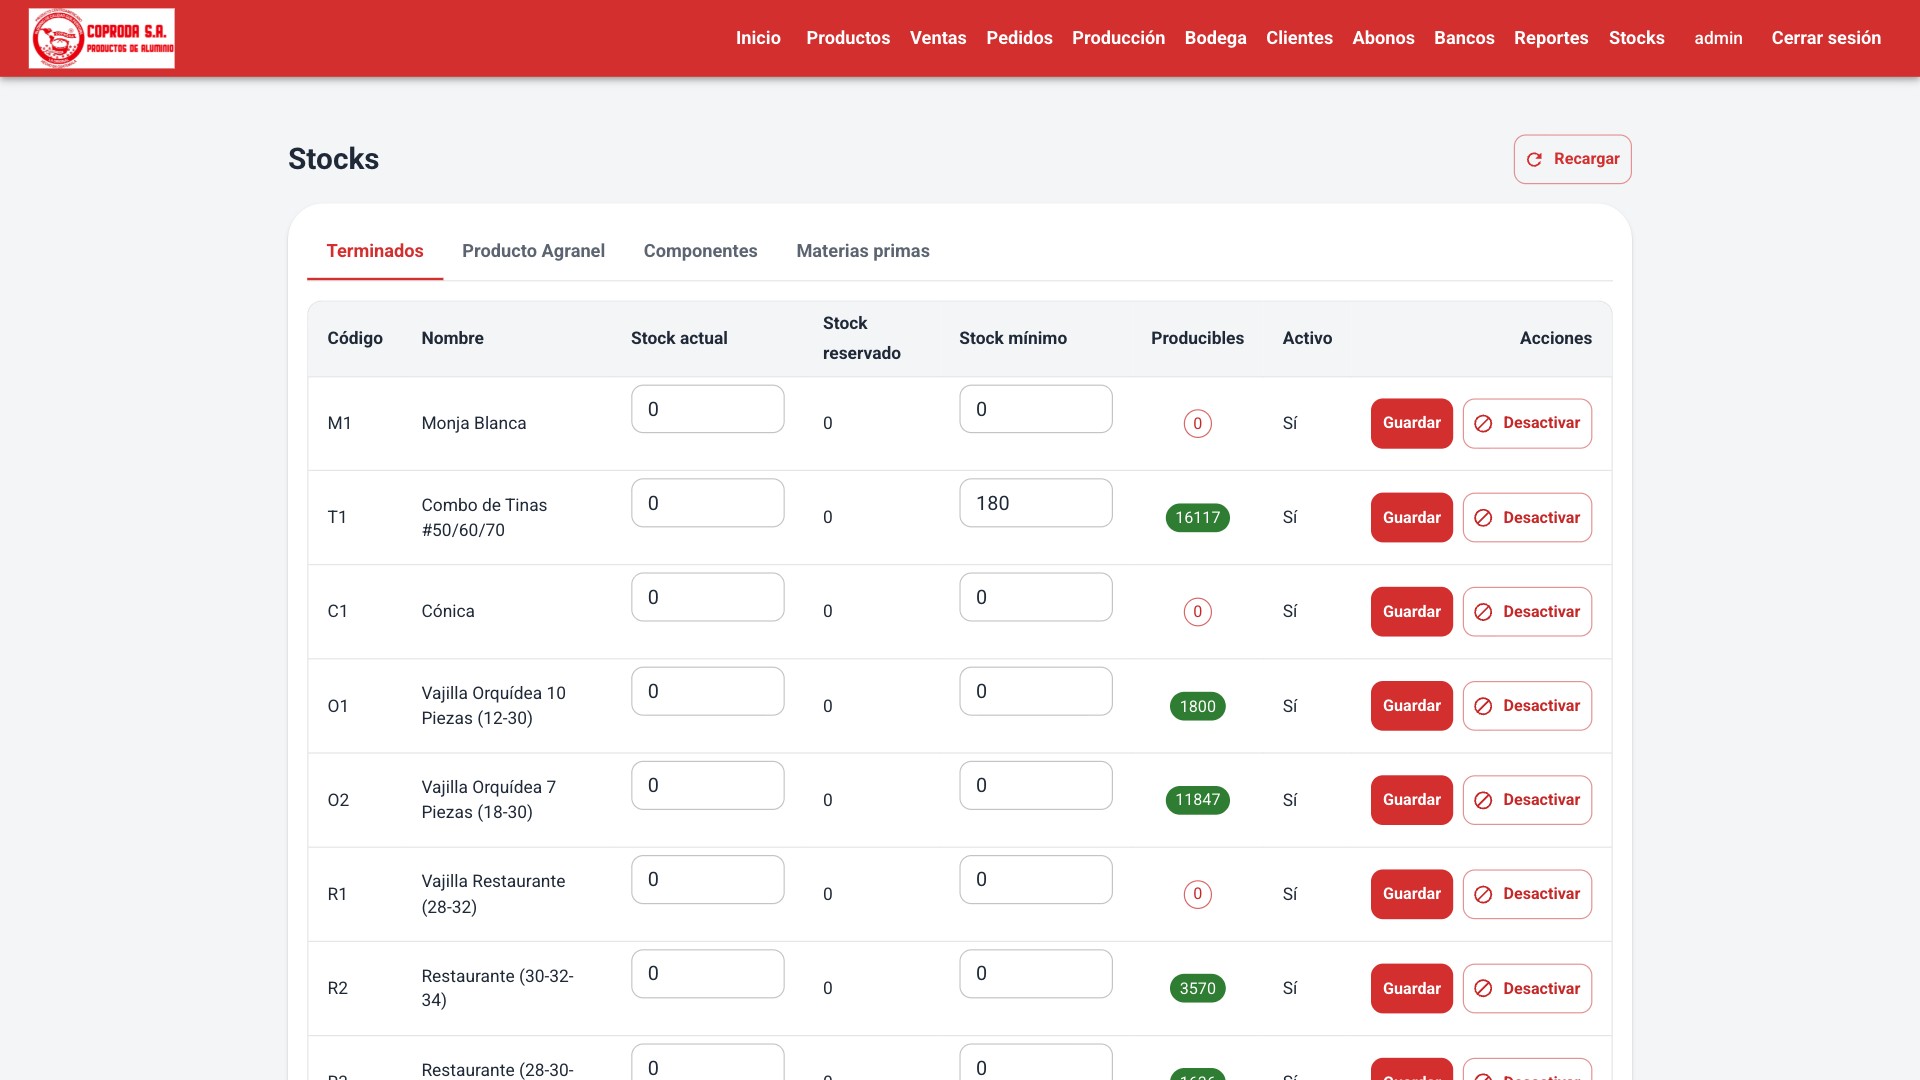 COPRODA S.A.
PRODUCTOS DE ALUMINIO
Inicio Productos Ventas Pedidos Producción Bodega Clientes Abonos Bancos Reportes Stocks admin Cerrar sesión
Stocks
Recargar
Terminados Producto Agranel Componentes Materias primas
Código Nombre Stock actual Stock reservado Stock mínimo Producibles Activo Acciones
M1 Monja Blanca 0 0 0 0 Sí Guardar Desactivar
T1 Combo de Tinas #50/60/70 0 0 180 16117 Sí Guardar Desactivar
C1 Cónica 0 0 0 0 Sí Guardar Desactivar
O1 Vajilla Orquídea 10 Piezas (12-30) 0 0 0 1800 Sí Guardar Desactivar
O2 Vajilla Orquídea 7 Piezas (18-30) 0 0 0 11847 Sí Guardar Desactivar
R1 Vajilla Restaurante (28-32) 0 0 0 0 Sí Guardar Desactivar
R2 Restaurante (30-32-34) 0 0 0 3570 Sí Guardar Desactivar
Restaurante (28-30- 0 0 0 Sí Guardar Desactivar